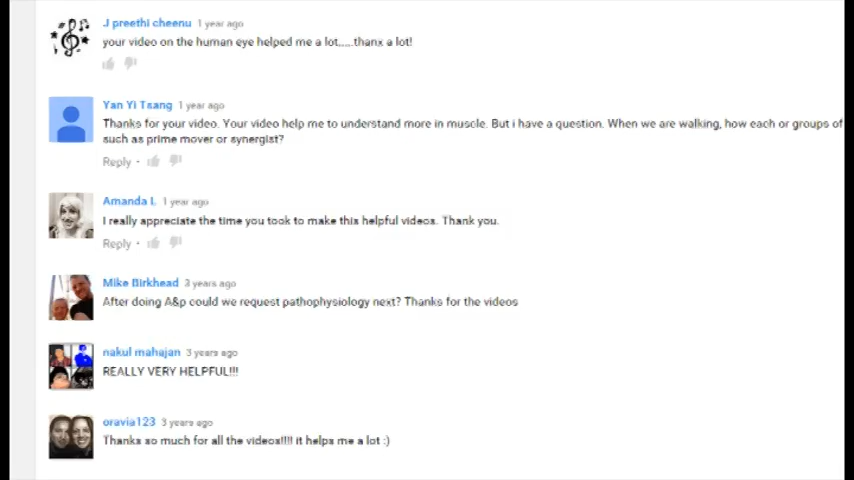 J preethi cheenu 1 year ago
your video on the human eye helped me a lot,....thanx a lot!
Yan Yi Tsang 1 year ago
Thanks for your video. Your video help me to understand more in muscle. But i have a question. When we are walking, how each or groups of
such as prime mover or synergist?
Reply •
Amanda L 1 year ago
I really appreciate the time you took to make this helpful videos. Thank you.
Reply •
Mike Birkhead 3 years ago
After doing A&p could we request pathophysiology next? Thanks for the videos
nakul mahajan 3 years ago
REALLY VERY HELPFUL!!!
oravia123 3 years ago
Thanks so much for all the videos!!!! it helps me a lot :)